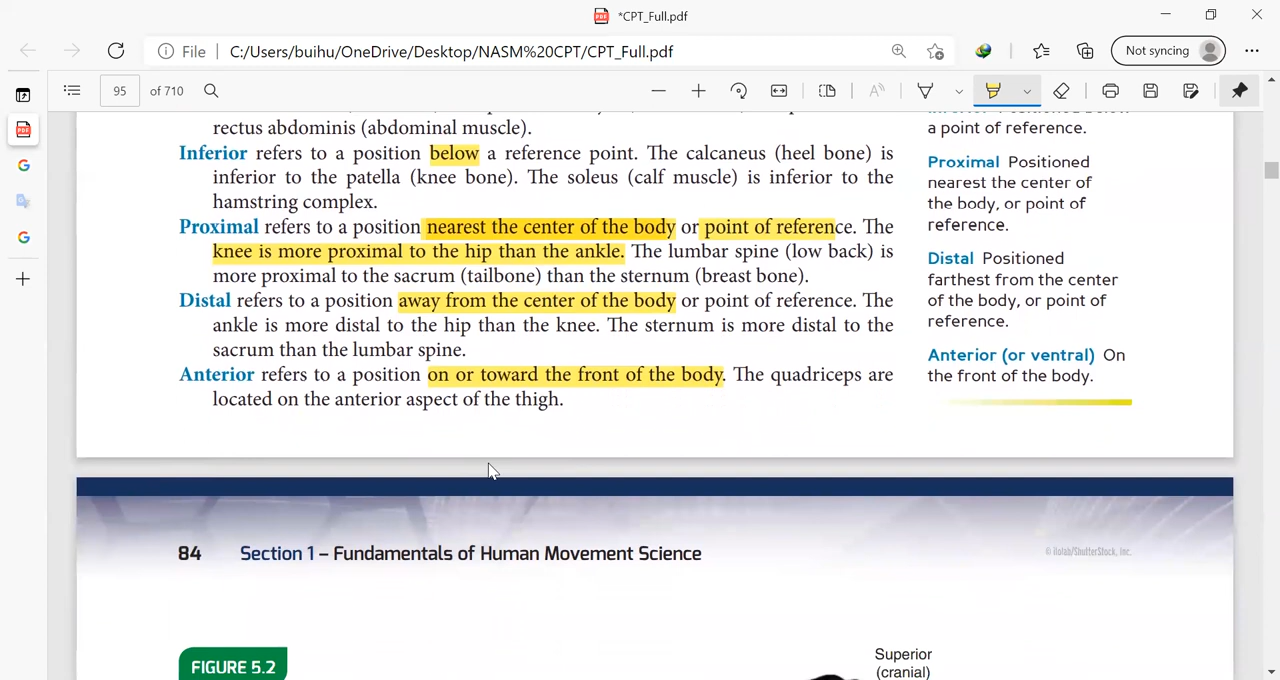 *CPT_Full.pdf
File
C:/Users/buihu/OneDrive/Desktop/NASM%20CPT/CPT_Full.pdf
Not syncing
95 of 710
rectus abdominis (abdominal muscle).
Inferior refers to a position below a reference point. The calcaneus (heel bone) is
inferior to the patella (knee bone). The soleus (calf muscle) is inferior to the
hamstring complex.
Proximal refers to a position nearest the center of the body or point of reference. The
knee is more proximal to the hip than the ankle. The lumbar spine (low back) is
more proximal to the sacrum (tailbone) than the sternum (breast bone).
Distal refers to a position away from the center of the body or point of reference. The
ankle is more distal to the hip than the knee. The sternum is more distal to the
sacrum than the lumbar spine.
Anterior refers to a position on or toward the front of the body. The quadriceps are
located on the anterior aspect of the thigh.
a point of reference.
Proximal Positioned
nearest the center of
the body, or point of
reference.
Distal Positioned
farthest from the center
of the body, or point of
reference.
Anterior (or ventral) On
the front of the body.
84 Section 1 – Fundamentals of Human Movement Science
© ilolab/ShutterStock, Inc.
FIGURE 5.2
Superior
(cranial)